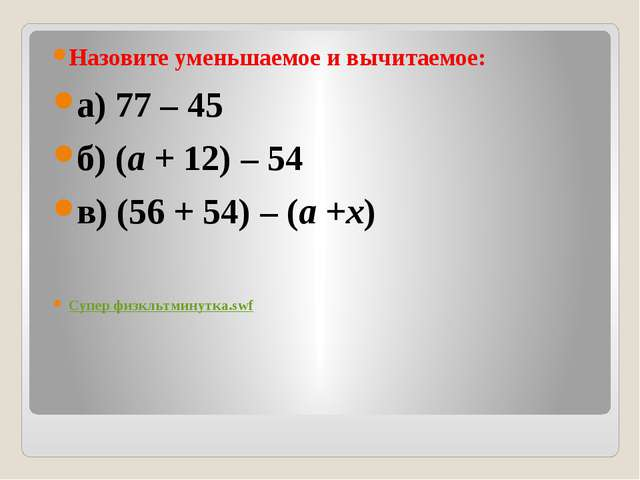 Назовите уменьшаемое и вычитаемое:
а) 77 – 45
б) (а + 12) – 54
в) (56 + 54) – (а +х)
Супер физкльтминутка.swf